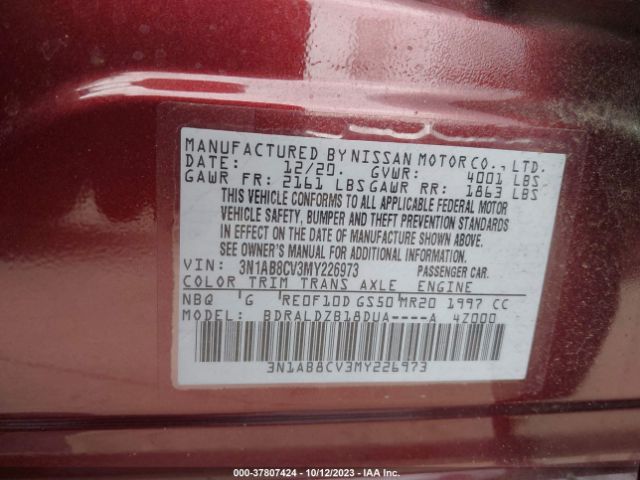 MANUFACTURED BY NISSAN MOTOR CO., LTD.
DATE: 12/20. GVWR: 4001 LBS
GAWR FR: 2161 LBS GAWR RR: 1863 LBS
THIS VEHICLE CONFORMS TO ALL APPLICABLE FEDERAL MOTOR
VEHICLE SAFETY, BUMPER AND THEFT PREVENTION STANDARDS
IN EFFECT ON THE DATE OF MANUFACTURE SHOWN ABOVE.
SEE OWNER'S MANUAL FOR ADDITIONAL INFORMATION.
VIN: 3N1AB8CV3MY226973 PASSENGER CAR.
COLOR TRIM TRANS AXLE ENGINE
NBQ G RE0F10D GS50 MR20 1997 CC
MODEL: BDRALDZB18DUA----A 4Z000
3N1AB8CV3MY226973
000-37807424 - 10/12/2023 - IAA Inc.